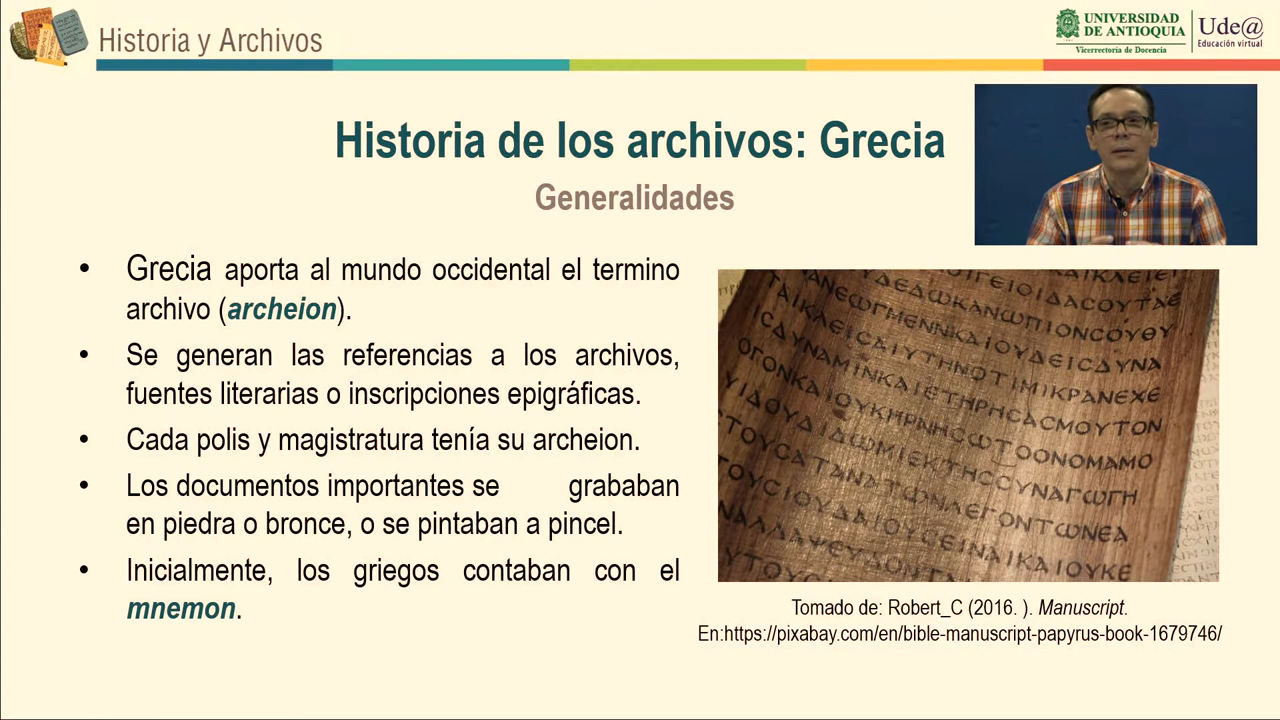 Historia y Archivos
UNIVERSIDAD
DE ANTIOQUIA
Vicerrectoría de Docencia
Ude@
Educación virtual
Historia de los archivos: Grecia
Generalidades
• Grecia aporta al mundo occidental el termino
archivo (archeion).
• Se generan las referencias a los archivos,
fuentes literarias o inscripciones epigráficas.
• Cada polis y magistratura tenía su archeion.
• Los documentos importantes se grababan
en piedra o bronce, o se pintaban a pincel.
• Inicialmente, los griegos contaban con el
mnemon.
ΔΕΔΩΚΑΝΩΠΙΟΝCΟΥΘΥ
ΟΝΟΜΑΜΟ
CΥΝΑΓΩΓΗ
Tomado de: Robert_C (2016. ). Manuscript.
En:https://pixabay.com/en/bible-manuscript-papyrus-book-1679746/